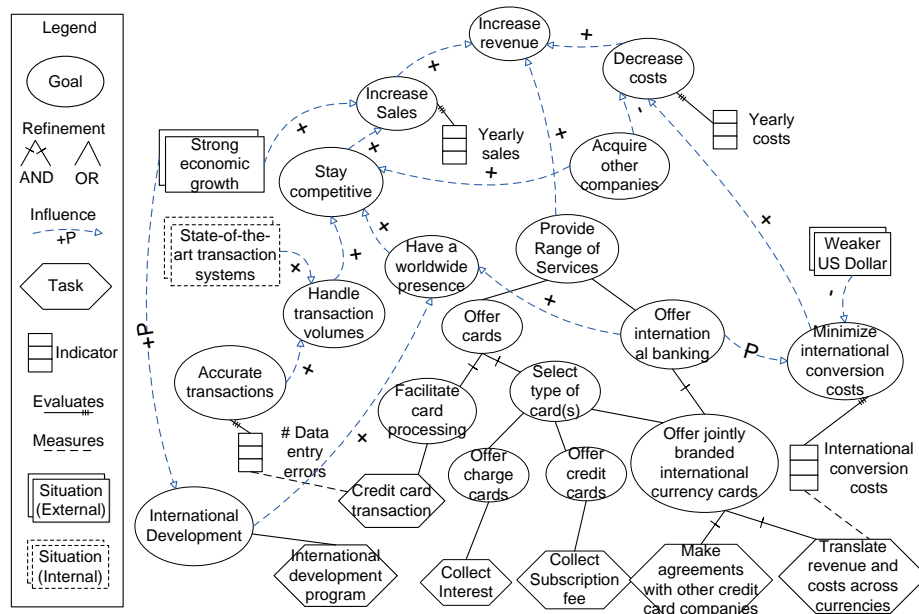 Legend
Goal
Refinement
AND
OR
Influence
+P
Task
Indicator
Evaluates
Measures
Situation
(External)
Situation
(Internal)
Increase
revenue
+
+
Decrease
costs
Increase
Sales
+
+
-
Yearly
sales
Yearly
costs
Strong
economic
growth
+
Acquire
other
companies
+
Stay
competitive
+
State-of-the-
art transaction
systems
+
+
+
Have a
worldwide
presence
Provide
Range of
Services
Weaker
US Dollar
-
Handle
transaction
volumes
+
Offer
cards
Offer
internation
al banking
P
Minimize
international
conversion
costs
+P
Accurate
transactions
+
Facilitate
card
processing
Select
type of
card(s)
+
# Data
entry
errors
Offer
charge
cards
Offer
credit
cards
Offer jointly
branded
international
currency cards
International
conversion
costs
Credit card
transaction
International
Development
International
development
program
Collect
Interest
Collect
Subscription
fee
Make
agreements
with other credit
card companies
Translate
revenue and
costs across
currencies